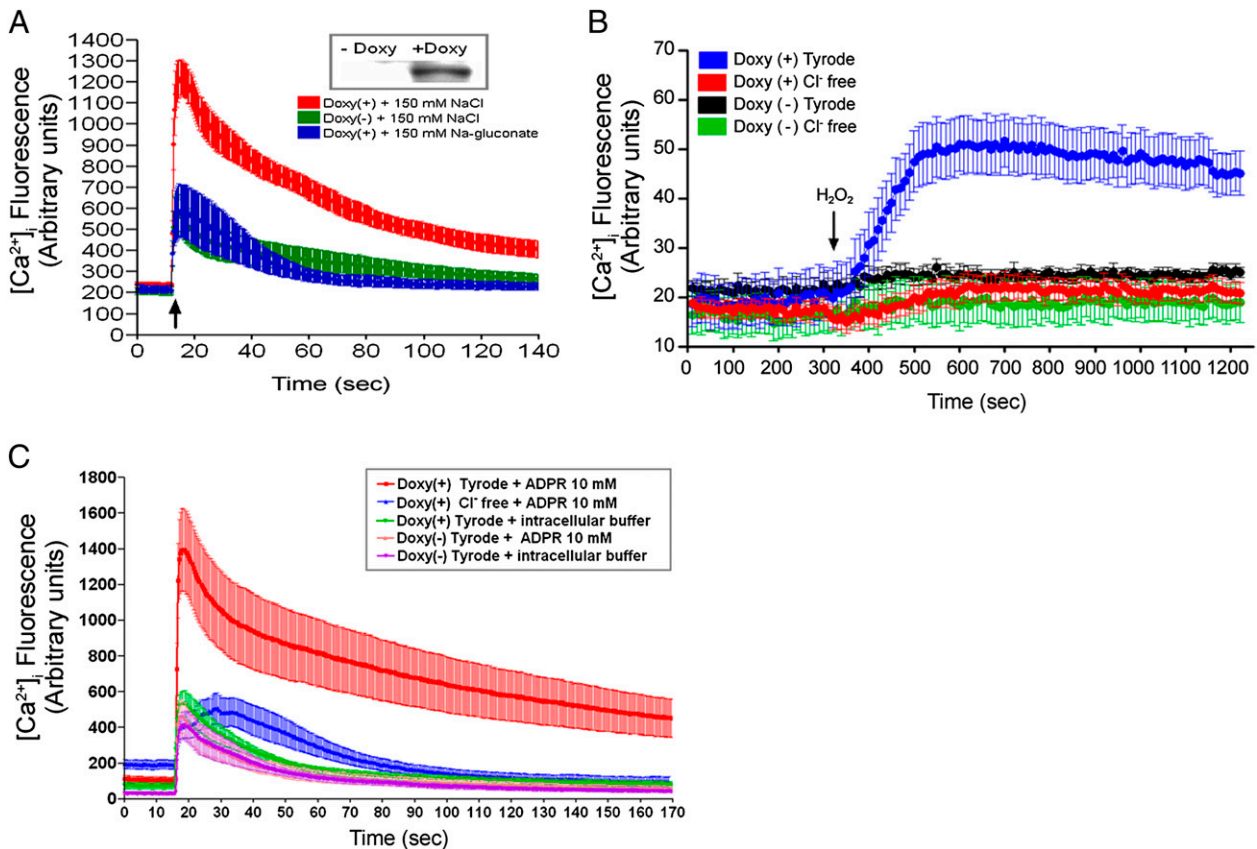 A
1400
1300
1200
1100
1000
900
800
700
600
500
400
300
200
100
0
[Ca²⁺]ᵢ Fluorescence
(Arbitrary units)
0 20 40 60 80 100 120 140
Time (sec)
- Doxy +Doxy
Doxy(+) + 150 mM NaCl
Doxy(-) + 150 mM NaCl
Doxy(+) + 150 mM Na-gluconate
B
70
60
50
40
30
20
10
[Ca²⁺]ᵢ Fluorescence
(Arbitrary units)
Doxy (+) Tyrode
Doxy (+) Cl⁻ free
Doxy (-) Tyrode
Doxy (-) Cl⁻ free
H₂O₂
0 100 200 300 400 500 600 700 800 900 1000 1100 1200
Time (sec)
C
1800
1600
1400
1200
1000
800
600
400
200
0
[Ca²⁺]ᵢ Fluorescence
(Arbitrary units)
Doxy(+) Tyrode + ADPR 10 mM
Doxy(+) Cl⁻ free + ADPR 10 mM
Doxy(+) Tyrode + intracellular buffer
Doxy(-) Tyrode + ADPR 10 mM
Doxy(-) Tyrode + intracellular buffer
0 10 20 30 40 50 60 70 80 90 100 110 120 130 140 150 160 170
Time (sec)